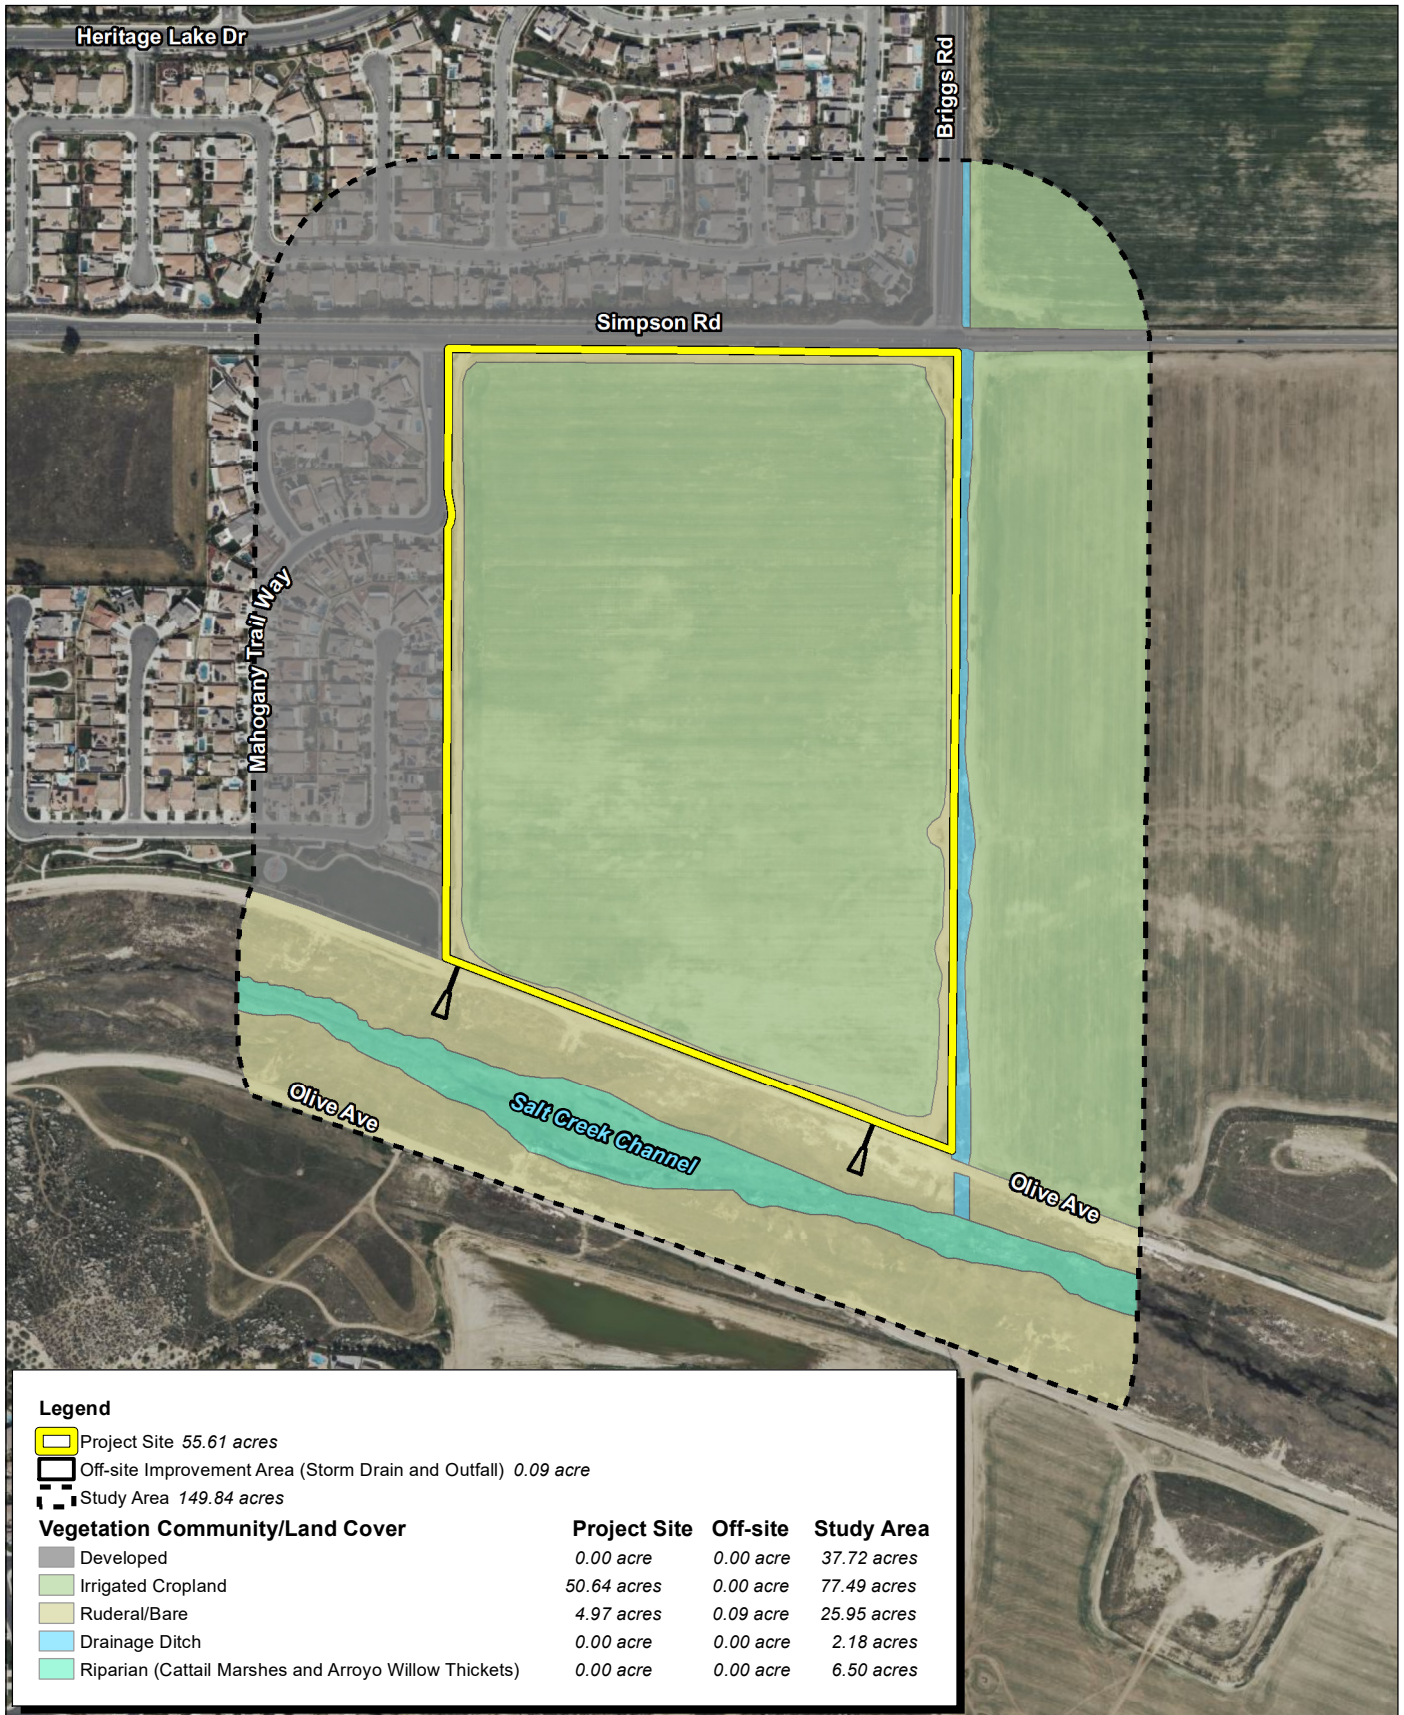 Heritage Lake Dr
Briggs Rd
Simpson Rd
Mahogany Trail Way
Olive Ave
Salt Creek Channel
Olive Ave
Legend
Project Site 55.61 acres
Off-site Improvement Area (Storm Drain and Outfall) 0.09 acre
Study Area 149.84 acres
Vegetation Community/Land Cover Project Site Off-site Study Area
Developed 0.00 acre 0.00 acre 37.72 acres
Irrigated Cropland 50.64 acres 0.00 acre 77.49 acres
Ruderal/Bare 4.97 acres 0.09 acre 25.95 acres
Drainage Ditch 0.00 acre 0.00 acre 2.18 acres
Riparian (Cattail Marshes and Arroyo Willow Thickets) 0.00 acre 0.00 acre 6.50 acres